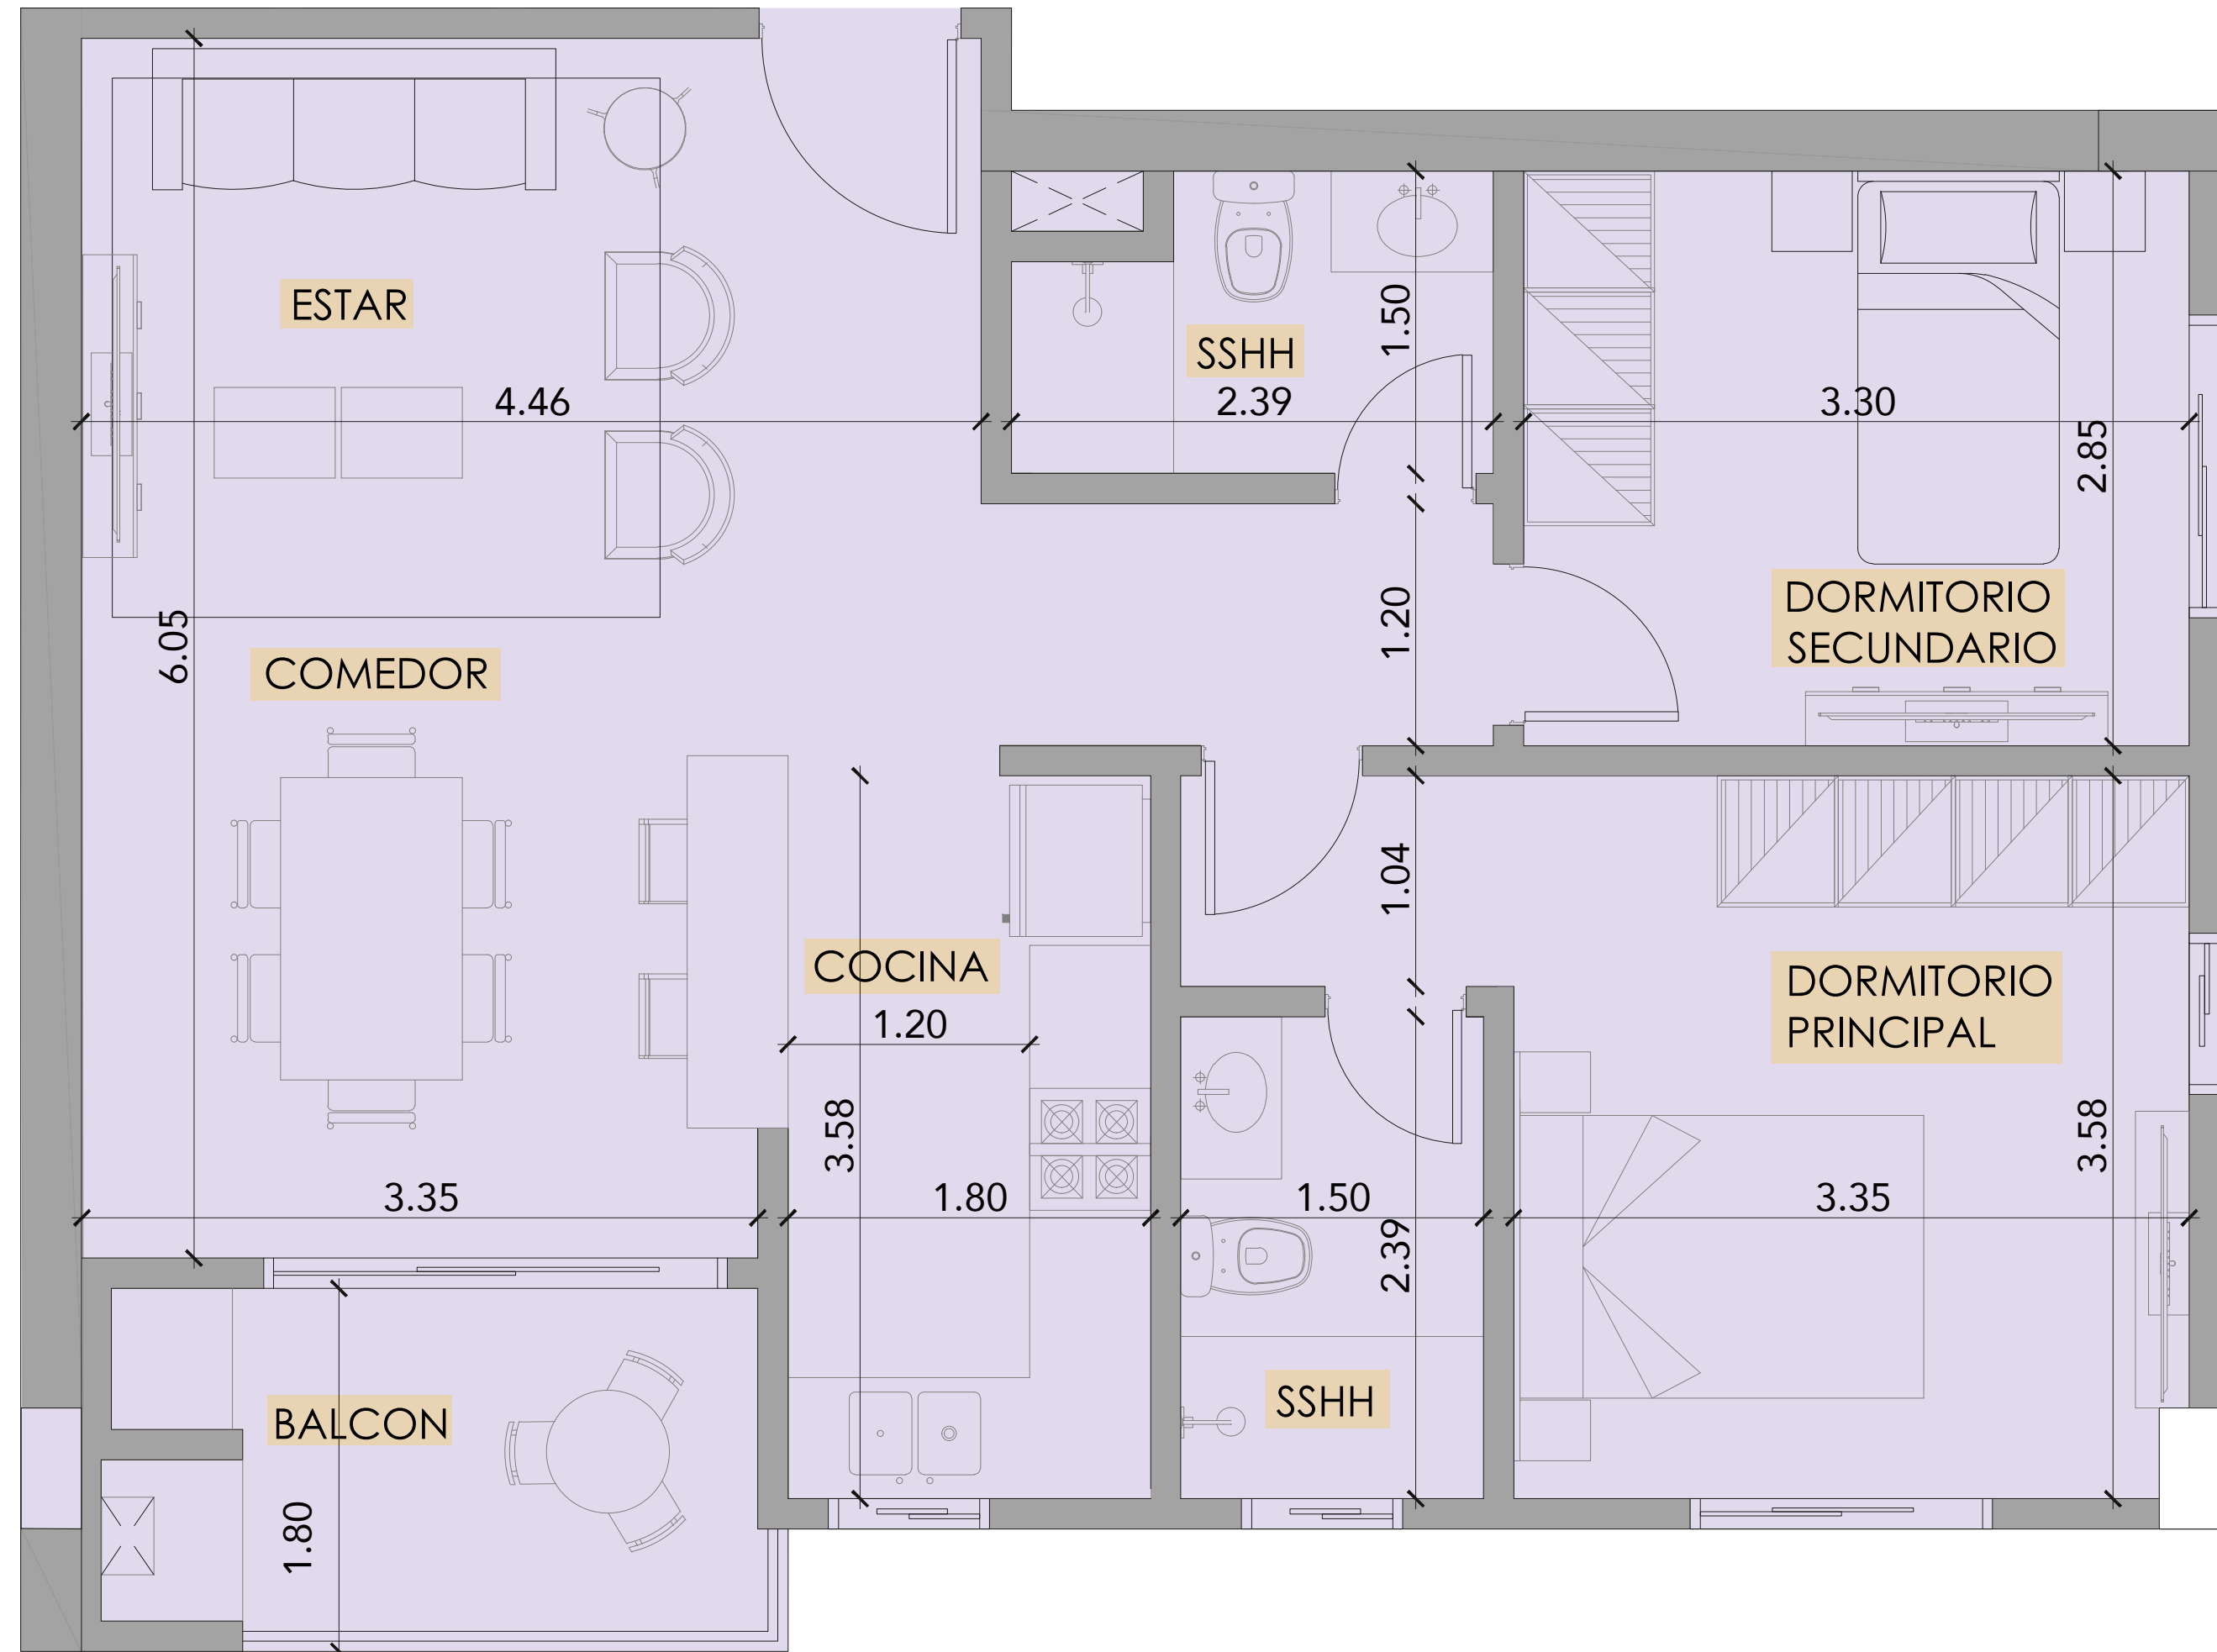 ESTAR
SSHH
1.50
4.46
2.39
3.30
2.85
DORMITORIO
SECUNDARIO
6.05
1.20
COMEDOR
1.04
COCINA
DORMITORIO
PRINCIPAL
1.20
3.58
3.58
3.35
1.80
1.50
3.35
2.39
SSHH
BALCON
1.80